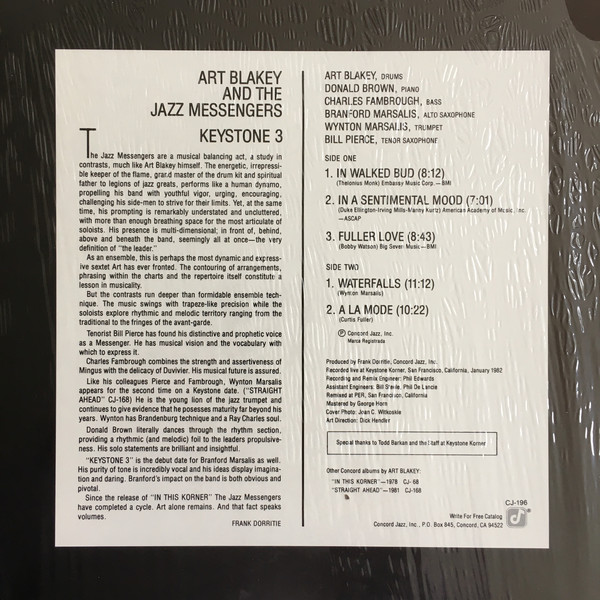 ART BLAKEY
AND THE
JAZZ MESSENGERS
KEYSTONE 3
The Jazz Messengers are a musical balancing act, a study in
contrasts, much like Art Blakey himself. The energetic, irrepressi-
ble keeper of the flame, grand master of the drum kit and spiritual
father to legions of jazz greats, performs like a human dynamo,
propelling his band with youthful vigor, urging, encouraging,
challenging his side-men to strive for their limits. Yet, at the same
time, his prompting is remarkably understated and uncluttered,
with more than enough breathing space for the most articulate of
soloists. His presence is multi-dimensional; in front of, behind,
above and beneath the band, seemingly all at once—the very
definition of "the leader."
As an ensemble, this is perhaps the most dynamic and express-
ive sextet Art has ever fronted. The contouring of arrangements,
phrasing within the charts and the repertoire itself constitute a
lesson in musicality.
But the contrasts run deeper than formidable ensemble tech-
nique. The music swings with trapeze-like precision while the
soloists explore rhythmic and melodic territory ranging from the
traditional to the fringes of the avant-garde.
Tenorist Bill Pierce has found his distinctive and prophetic voice
as a Messenger. He has musical vision and the vocabulary with
which to express it.
Charles Fambrough combines the strength and assertiveness of
Mingus with the delicacy of Duvivier. His musical future is assured.
Like his colleagues Pierce and Fambrough, Wynton Marsalis
appears for the second time on a Keystone date. ("STRAIGHT
AHEAD" CJ-168) He is the young lion of the jazz trumpet and
continues to give evidence that he posesses maturity far beyond his
years. Wynton has Brandenburg technique and a Ray Charles soul.
Donald Brown literally dances through the rhythm section,
providing a rhythmic (and melodic) foil to the leaders propulsive-
ness. His solo statements are brilliant and insightful.
"KEYSTONE 3" is the debut date for Branford Marsalis as well.
His purity of tone is incredibly vocal and his ideas display imagina-
tion and daring. Branford's impact on the band is both obvious and
pivotal.
Since the release of "IN THIS KORNER" The Jazz Messengers
have completed a cycle. Art alone remains. And that fact speaks
volumes.
FRANK DORRITIE
ART BLAKEY, DRUMS
DONALD BROWN, PIANO
CHARLES FAMBROUGH, BASS
BRANFORD MARSALIS, ALTO SAXOPHONE
WYNTON MARSALIS, TRUMPET
BILL PIERCE, TENOR SAXOPHONE
SIDE ONE
1. IN WALKED BUD (8:12)
(Thelonious Monk) Embassy Music Corp.—BMI
2. IN A SENTIMENTAL MOOD (7:01)
(Duke Ellington-Irving Mills-Manny Kurtz) American Academy of Music, Inc.
—ASCAP
3. FULLER LOVE (8:43)
(Bobby Watson) Big Seven Music—BMI
SIDE TWO
1. WATERFALLS (11:12)
(Wynton Marsalis)
2. A LA MODE (10:22)
(Curtis Fuller)
Ⓟ Concord Jazz, Inc.
Marca Registrada
Produced by Frank Dorritie, Concord Jazz, Inc.
Recorded live at Keystone Korner, San Francisco, California, January 1982
Recording and Remix Engineer: Phil Edwards
Assistant Engineers: Bill Steele, Phil De Lancie
Remixed at PER, San Francisco, California
Mastered by George Horn
Cover Photo: Jean C. Wittkoskie
Art Direction: Dick Hendler
Special thanks to Todd Barkan and the staff at Keystone Korner
Other Concord albums by ART BLAKEY:
"IN THIS KORNER"—1978 CJ-68
"STRAIGHT AHEAD"—1981 CJ-168
CJ-196
Write For Free Catalog
Concord Jazz, Inc., P.O. Box 845, Concord, CA 94522